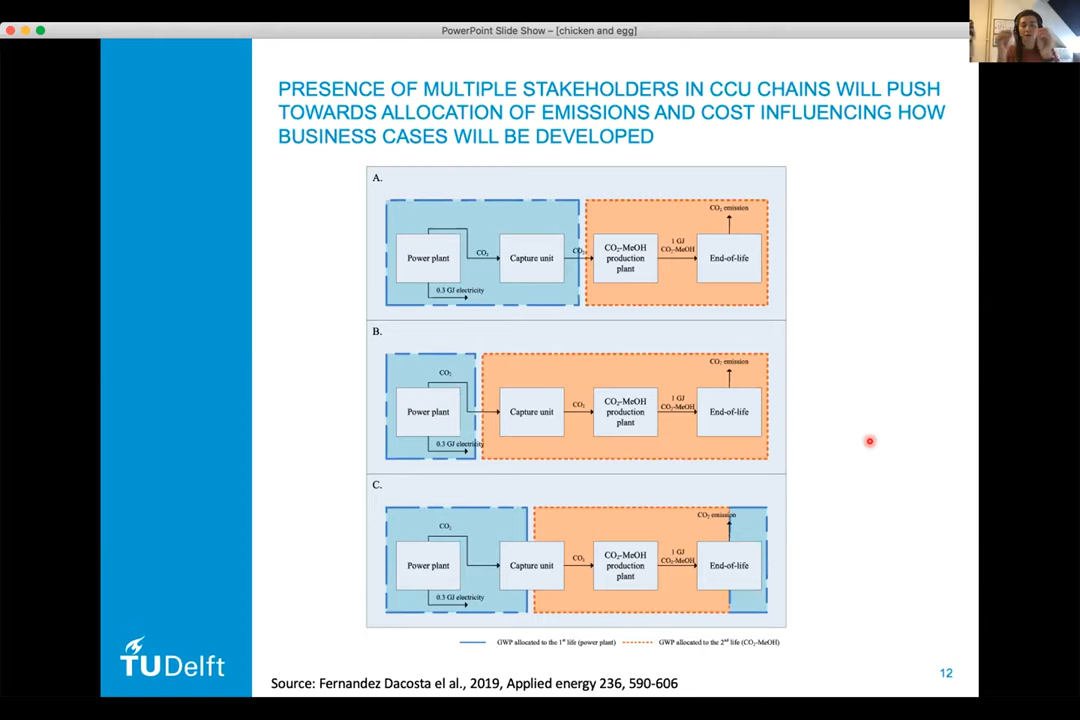 PowerPoint Slide Show – [chicken and egg]
PRESENCE OF MULTIPLE STAKEHOLDERS IN CCU CHAINS WILL PUSH
TOWARDS ALLOCATION OF EMISSIONS AND COST INFLUENCING HOW
BUSINESS CASES WILL BE DEVELOPED
A.
CO₂ emission
Power plant
CO₂
Capture unit
CO₂
CO₂-MeOH
production
plant
1 GJ
CO₂-MeOH
End-of-life
0.3 GJ electricity
B.
CO₂ emission
CO₂
Power plant
Capture unit
CO₂
CO₂-MeOH
production
plant
1 GJ
CO₂-MeOH
End-of-life
0.3 GJ electricity
C.
CO₂ emission
CO₂
Power plant
Capture unit
CO₂
CO₂-MeOH
production
plant
1 GJ
CO₂-MeOH
End-of-life
0.3 GJ electricity
GWP allocated to the 1st life (power plant)
GWP allocated to the 2nd life (CO₂-MeOH)
TUDelft
Source: Fernandez Dacosta el al., 2019, Applied energy 236, 590-606
12